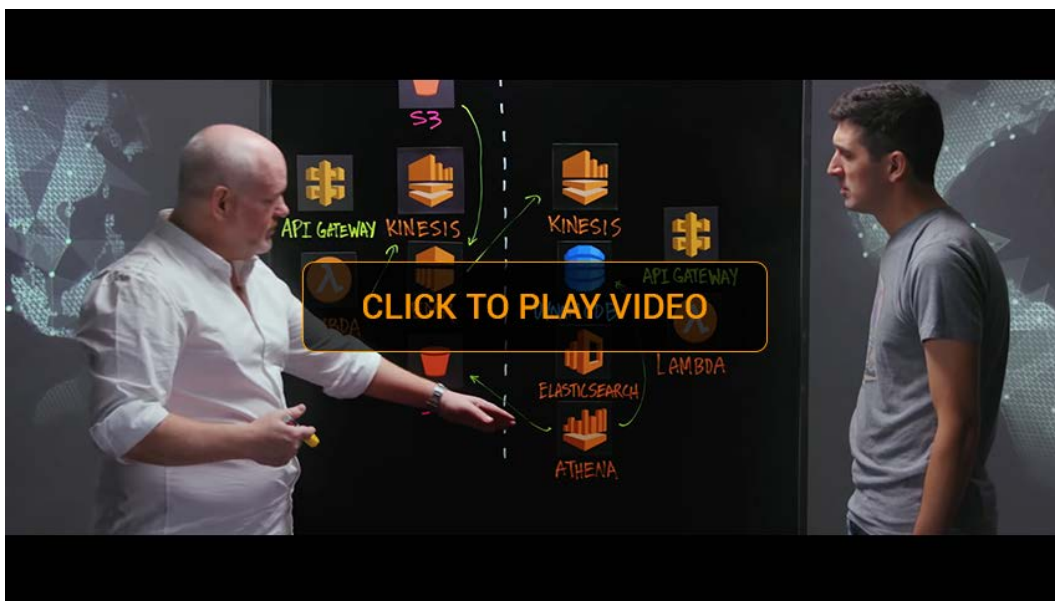 S3
API GATEWAY
KINESIS
KINESIS
API GATEWAY
CLICK TO PLAY VIDEO
LAMBDA
ELASTICSEARCH
ATHENA